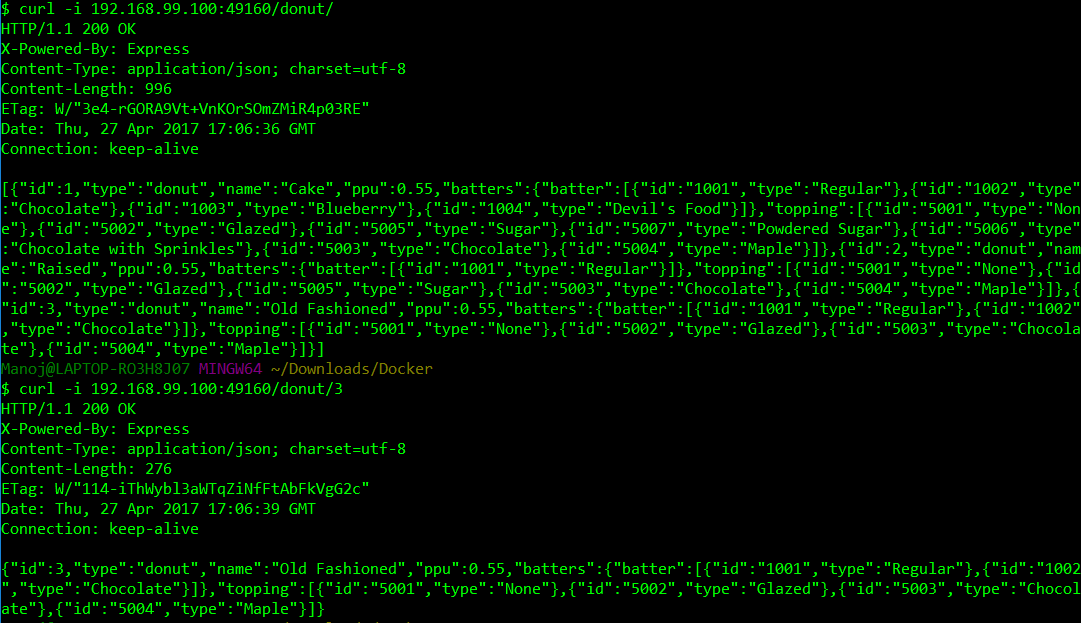 $ curl -i 192.168.99.100:49160/donut/
HTTP/1.1 200 OK
X-Powered-By: Express
Content-Type: application/json; charset=utf-8
Content-Length: 996
ETag: W/"3e4-rGORA9Vt+VnKOrSOmZMiR4p03RE"
Date: Thu, 27 Apr 2017 17:06:36 GMT
Connection: keep-alive
[{"id":1,"type":"donut","name":"Cake","ppu":0.55,"batters":{"batter":[{"id":"1001","type":"Regular"},{"id":"1002","type"
:"Chocolate"},{"id":"1003","type":"Blueberry"},{"id":"1004","type":"Devil's Food"}]},"topping":[{"id":"5001","type":"Non
e"},{"id":"5002","type":"Glazed"},{"id":"5005","type":"Sugar"},{"id":"5007","type":"Powdered Sugar"},{"id":"5006","type"
:"Chocolate with Sprinkles"},{"id":"5003","type":"Chocolate"},{"id":"5004","type":"Maple"}]},{"id":2,"type":"donut","nam
e":"Raised","ppu":0.55,"batters":{"batter":[{"id":"1001","type":"Regular"}]},"topping":[{"id":"5001","type":"None"},{"id
":"5002","type":"Glazed"},{"id":"5005","type":"Sugar"},{"id":"5003","type":"Chocolate"},{"id":"5004","type":"Maple"}]},{
"id":3,"type":"donut","name":"Old Fashioned","ppu":0.55,"batters":{"batter":[{"id":"1001","type":"Regular"},{"id":"1002"
,"type":"Chocolate"}]},"topping":[{"id":"5001","type":"None"},{"id":"5002","type":"Glazed"},{"id":"5003","type":"Chocola
te"},{"id":"5004","type":"Maple"}]}]
Manoj@LAPTOP-RO3H8J07 MINGW64 ~/Downloads/Docker
$ curl -i 192.168.99.100:49160/donut/3
HTTP/1.1 200 OK
X-Powered-By: Express
Content-Type: application/json; charset=utf-8
Content-Length: 276
ETag: W/"114-iThWybl3aWTqZiNfFtAbFkVgG2c"
Date: Thu, 27 Apr 2017 17:06:39 GMT
Connection: keep-alive
{"id":3,"type":"donut","name":"Old Fashioned","ppu":0.55,"batters":{"batter":[{"id":"1001","type":"Regular"},{"id":"1002
","type":"Chocolate"}]},"topping":[{"id":"5001","type":"None"},{"id":"5002","type":"Glazed"},{"id":"5003","type":"Chocol
ate"},{"id":"5004","type":"Maple"}]}